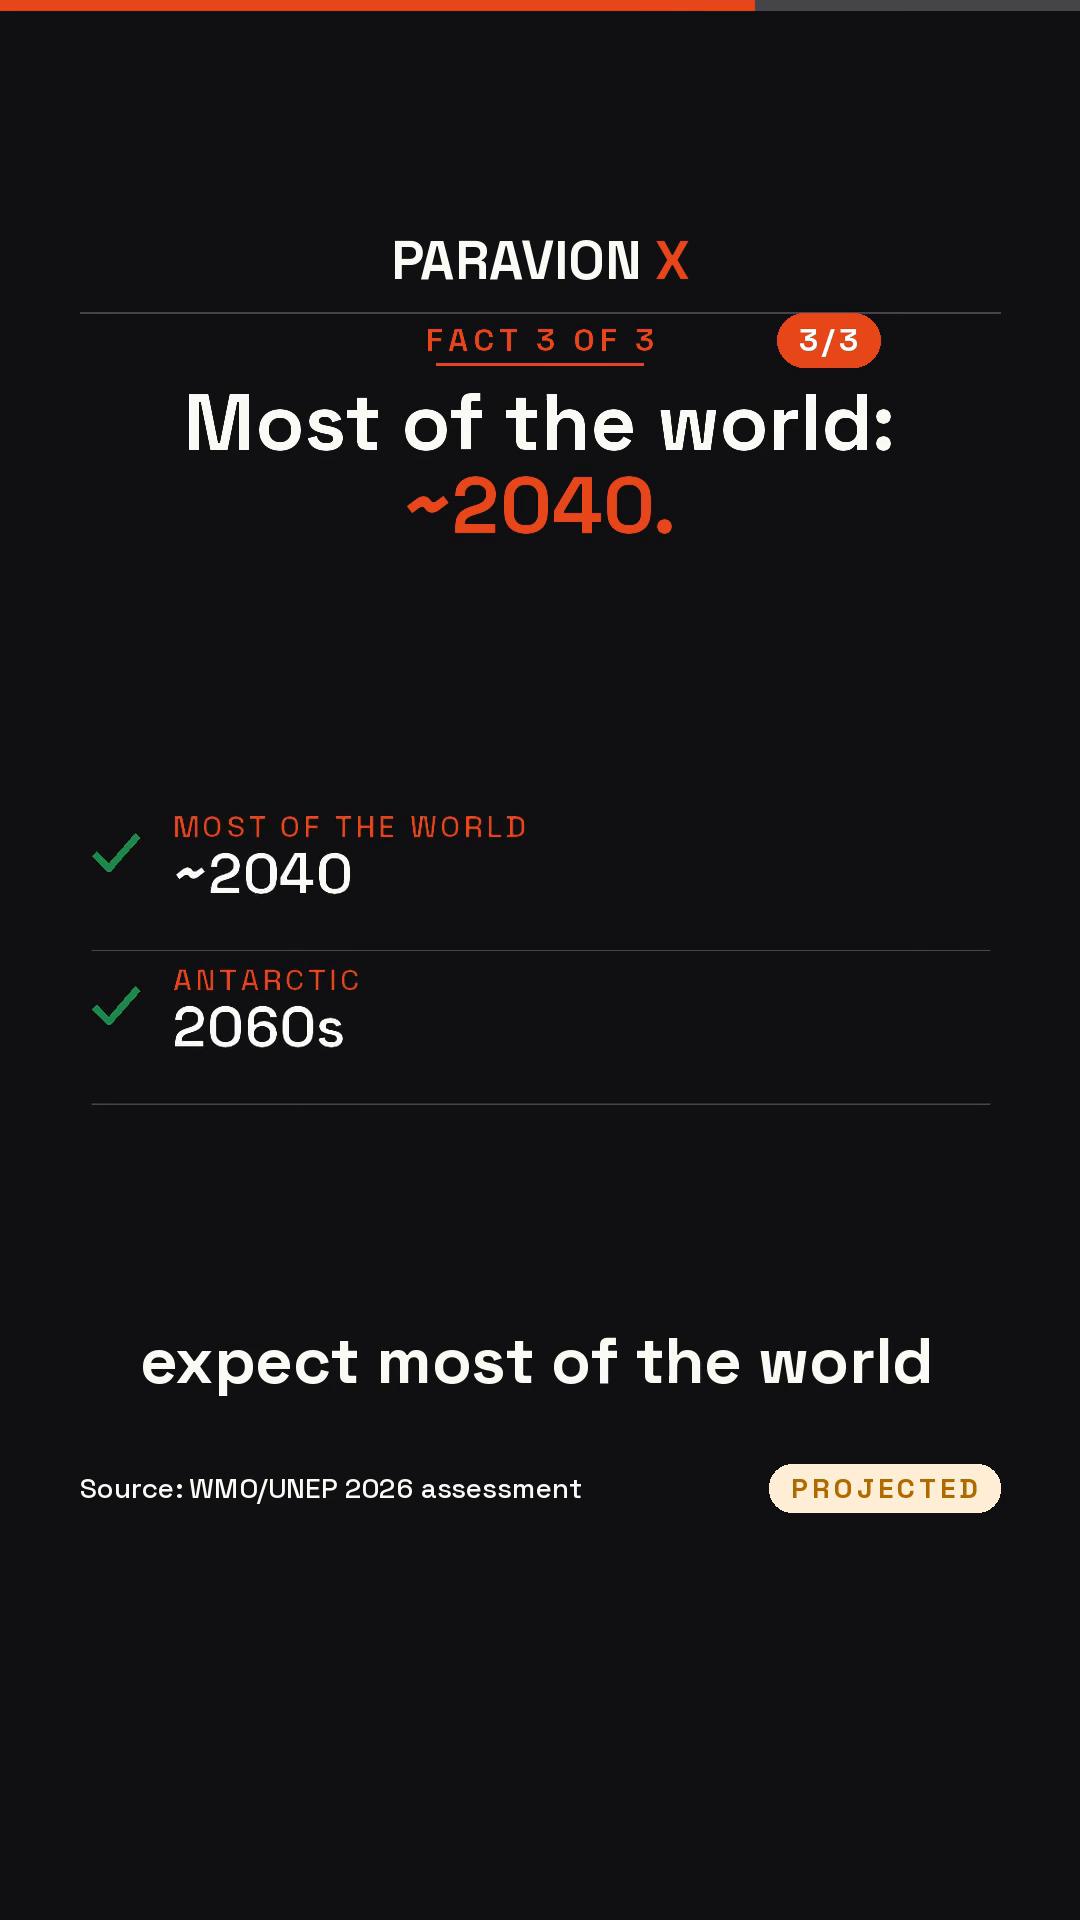 PARAVION X
FACT 3 OF 3
3/3
Most of the world:
~2040.
MOST OF THE WORLD
~2040
ANTARCTIC
2060s
expect most of the world
Source: WMO/UNEP 2026 assessment
PROJECTED